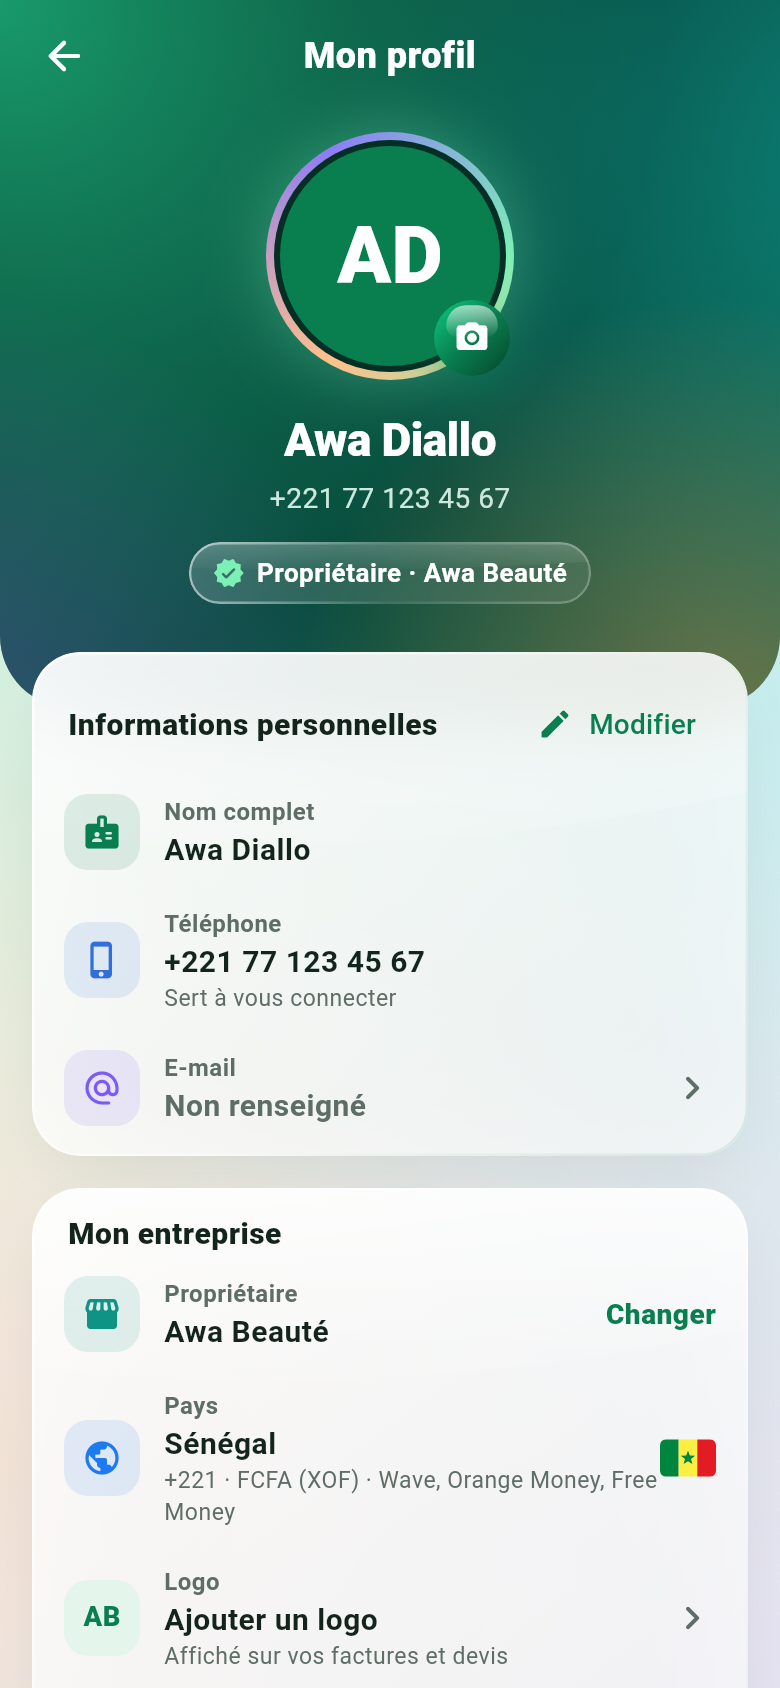 Mon profil
AD
Awa Diallo
+221 77 123 45 67
Propriétaire · Awa Beauté
Informations personnelles
Modifier
Nom complet
Awa Diallo
Téléphone
+221 77 123 45 67
Sert à vous connecter
E-mail
Non renseigné
Mon entreprise
Propriétaire
Awa Beauté
Changer
Pays
Sénégal
+221 · FCFA (XOF) · Wave, Orange Money, Free
Money
Logo
AB
Ajouter un logo
Affiché sur vos factures et devis